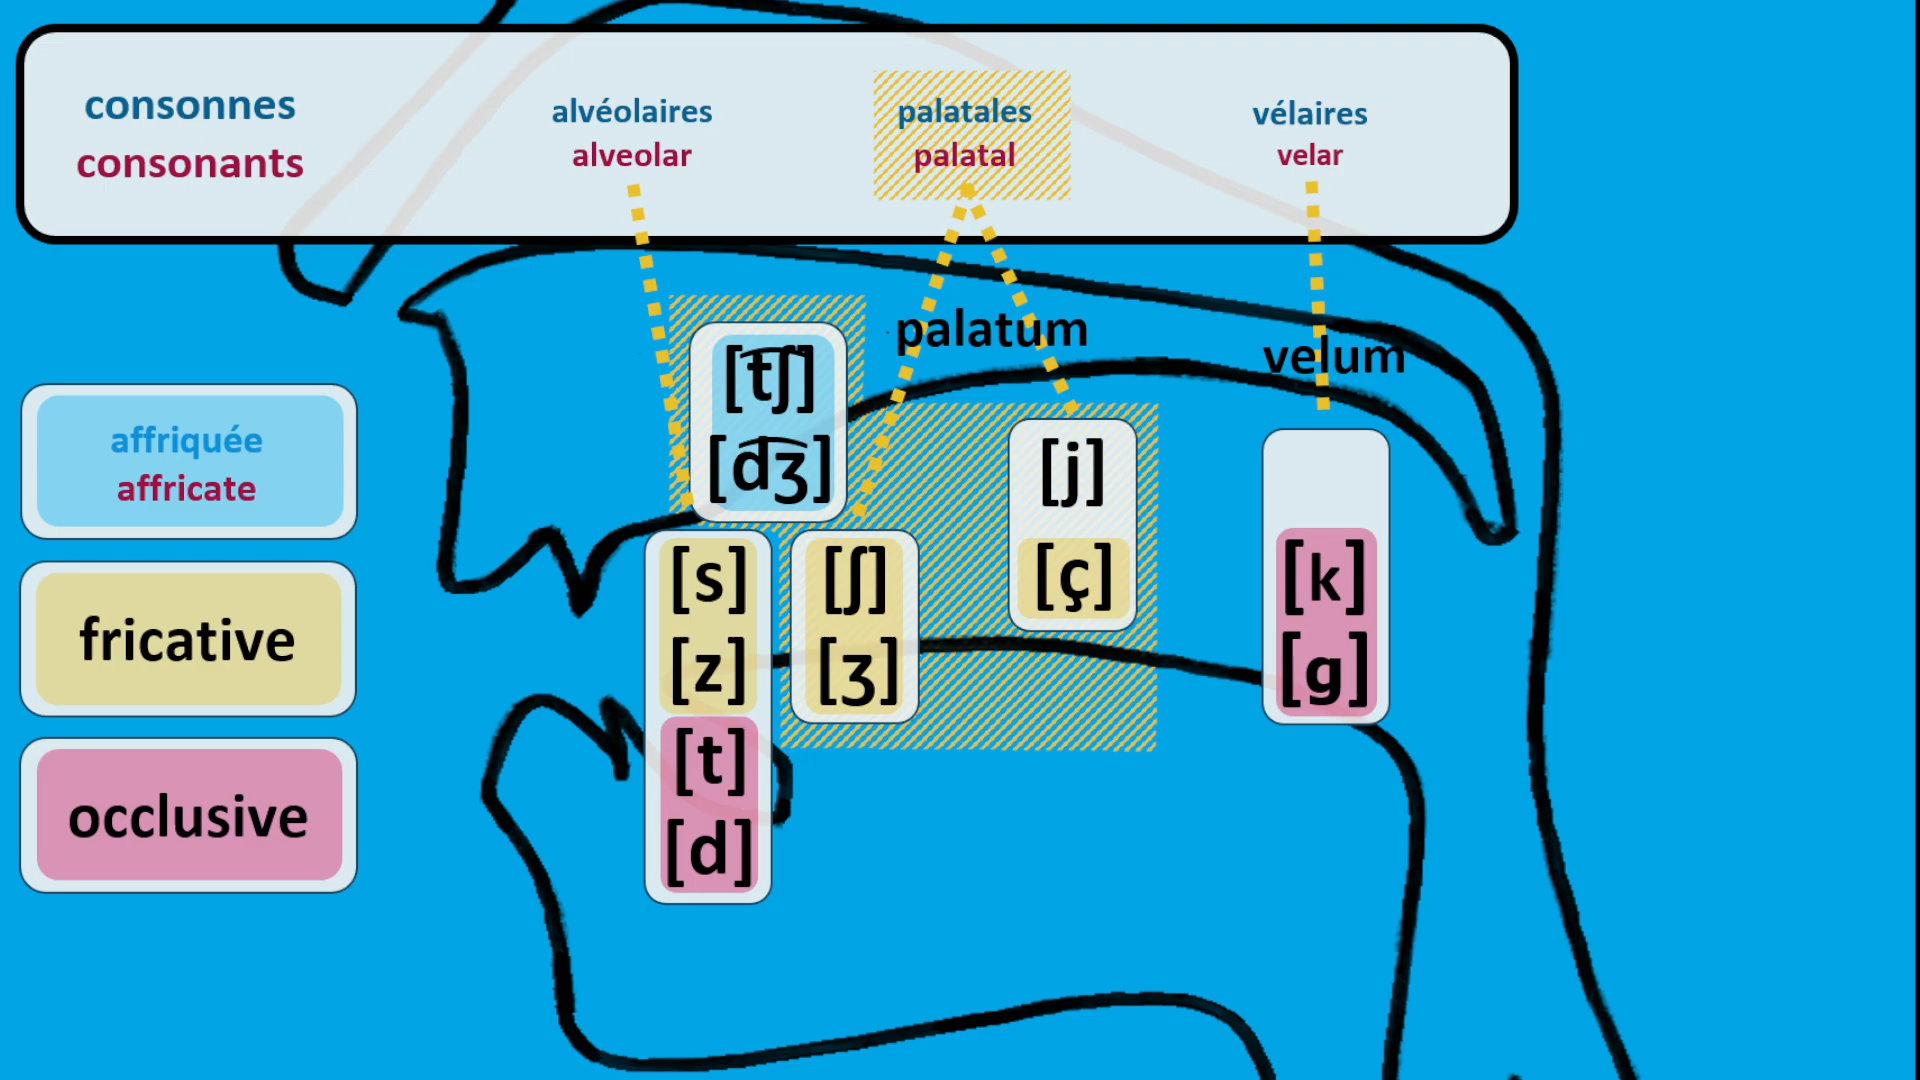 consonnes
consonants
alvéolaires
alveolar
palatales
palatal
vélaires
velar
palatum
velum
affriquée
affricate
fricative
occlusive
[t͡ʃ]
[d͡ʒ]
[s]
[z]
[t]
[d]
[ʃ]
[ʒ]
[j]
[ç]
[k]
[g]